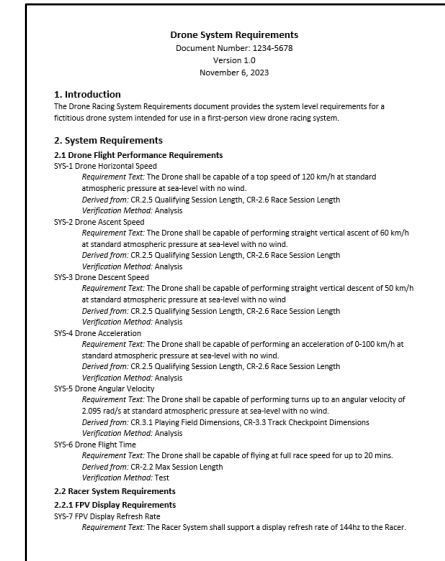 Drone System Requirements
Document Number: 1234-5678
Version 1.0
November 6, 2023
1. Introduction
The Drone Racing System Requirements document provides the system level requirements for a
fictitious drone system intended for use in a first-person view drone racing system.
2. System Requirements
2.1 Drone Flight Performance Requirements
SYS-1 Drone Horizontal Speed
Requirement Text: The Drone shall be capable of a top speed of 120 km/h at standard
atmospheric pressure at sea-level with no wind.
Derived from: CR.2.5 Qualifying Session Length, CR-2.6 Race Session Length
Verification Method: Analysis
SYS-2 Drone Ascent Speed
Requirement Text: The Drone shall be capable of performing straight vertical ascent of 60 km/h
at standard atmospheric pressure at sea-level with no wind.
Derived from: CR.2.5 Qualifying Session Length, CR-2.6 Race Session Length
Verification Method: Analysis
SYS-3 Drone Descent Speed
Requirement Text: The Drone shall be capable of performing straight vertical descent of 50 km/h
at standard atmospheric pressure at sea-level with no wind
Derived from: CR.2.5 Qualifying Session Length, CR-2.6 Race Session Length
Verification Method: Analysis
SYS-4 Drone Acceleration
Requirement Text: The Drone shall be capable of performing an acceleration of 0-100 km/h at
standard atmospheric pressure at sea-level with no wind.
Derived from: CR.2.5 Qualifying Session Length, CR-2.6 Race Session Length
Verification Method: Analysis
SYS-5 Drone Angular Velocity
Requirement Text: The Drone shall be capable of performing turns up to an angular velocity of
2.095 rad/s at standard atmospheric pressure at sea-level with no wind.
Derived from: CR.3.1 Playing Field Dimensions, CR-3.3 Track Checkpoint Dimensions
Verification Method: Analysis
SYS-6 Drone Flight Time
Requirement Text: The Drone shall be capable of flying at full race speed for up to 20 mins.
Derived from: CR-2.2 Max Session Length
Verification Method: Test
2.2 Racer System Requirements
2.2.1 FPV Display Requirements
SYS-7 FPV Display Refresh Rate
Requirement Text: The Racer System shall support a display refresh rate of 144hz to the Racer.